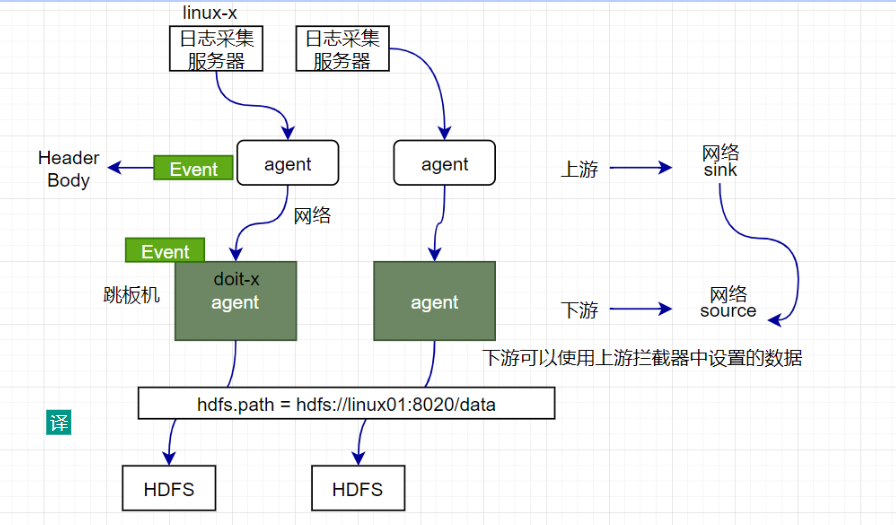 linux-x
日志采集
服务器
日志采集
服务器
Header
Body
Event
agent
agent
上游
网络
sink
网络
Event
跳板机
doit-x
agent
agent
下游
网络
source
下游可以使用上游拦截器中设置的数据
hdfs.path = hdfs://linux01:8020/data
译
HDFS
HDFS